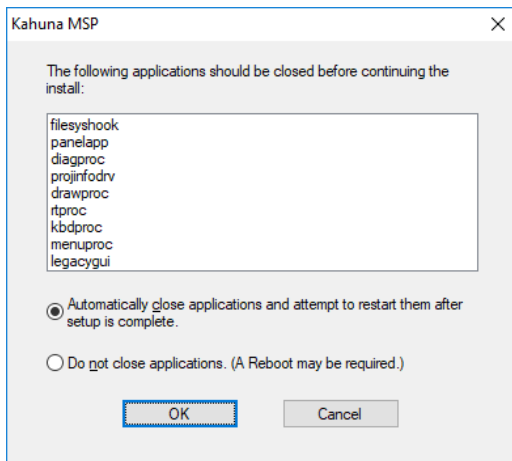 Kahuna MSP
The following applications should be closed before continuing the
install:
filesyshook
panelapp
diagproc
projinfodrv
drawproc
rtproc
kbdproc
menuproc
legacygui
Automatically close applications and attempt to restart them after
setup is complete.
Do not close applications. (A Reboot may be required.)
OK Cancel